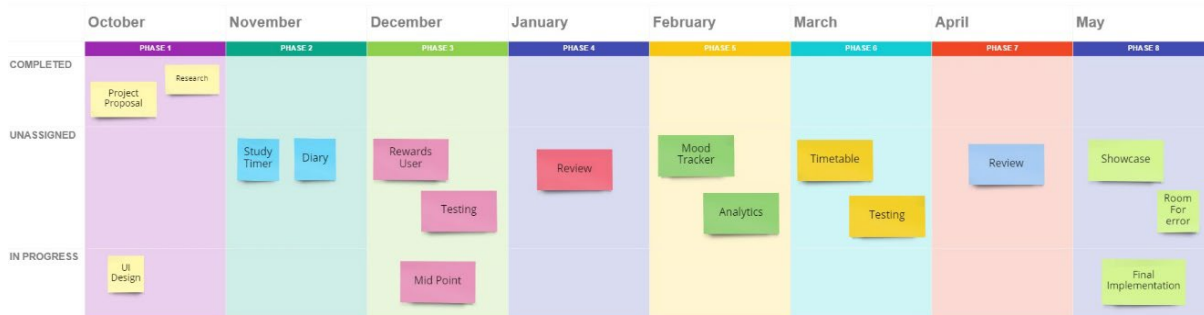 October November December January February March April May
PHASE 1 PHASE 2 PHASE 3 PHASE 4 PHASE 5 PHASE 6 PHASE 7 PHASE 8
COMPLETED
Research
Project
Proposal
UNASSIGNED
Study
Timer
Diary
Rewards
User
Testing
Review
Mood
Tracker
Analytics
Timetable
Testing
Review
Showcase
Room
For
error
IN PROGRESS
UI
Design
Mid Point
Final
Implementation